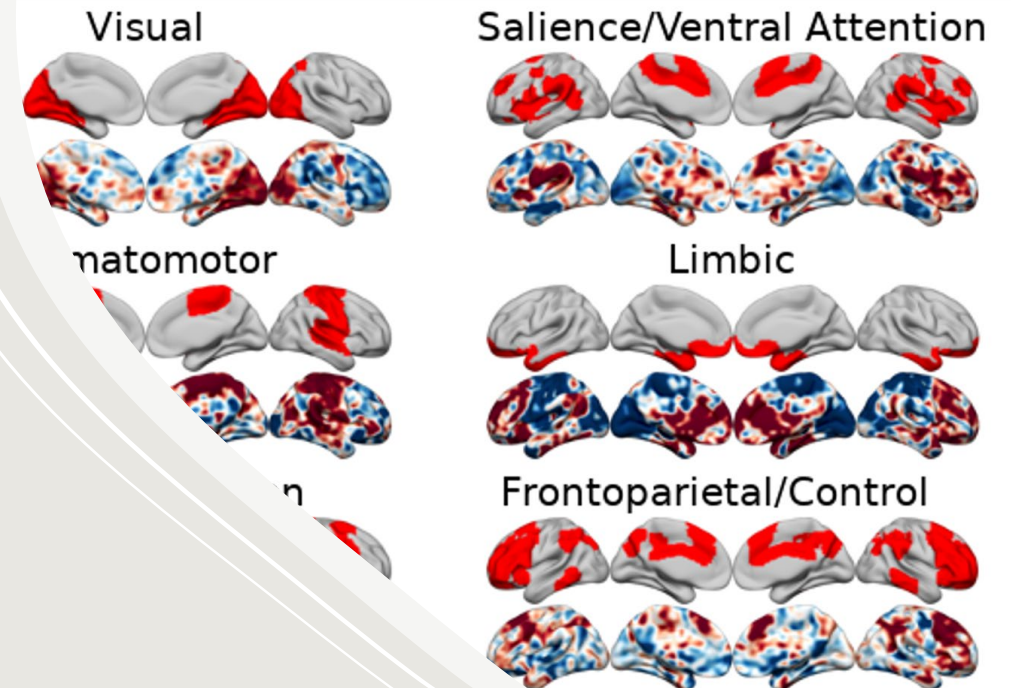 Visual
Salience/Ventral Attention
matomotor
Limbic
n
Frontoparietal/Control